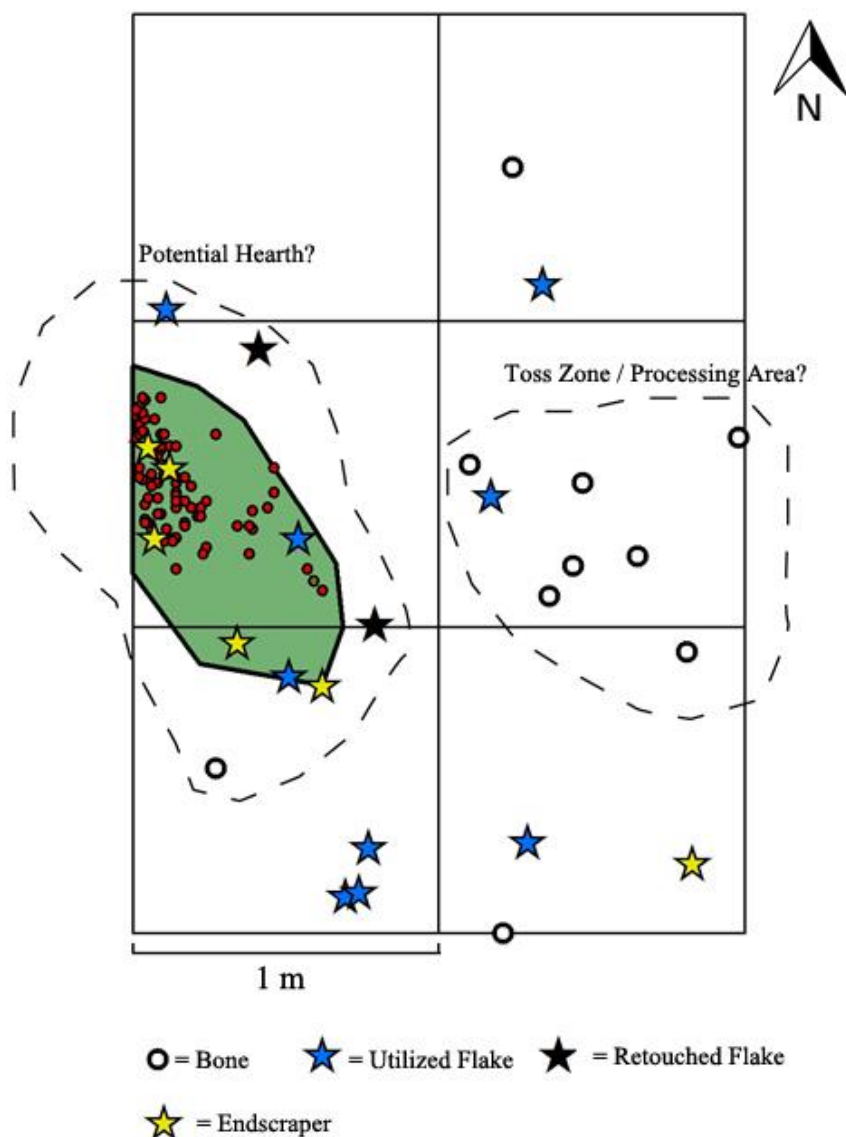 N
Potential Hearth?
Toss Zone / Processing Area?
1 m
= Bone = Utilized Flake = Retouched Flake
= Endscraper